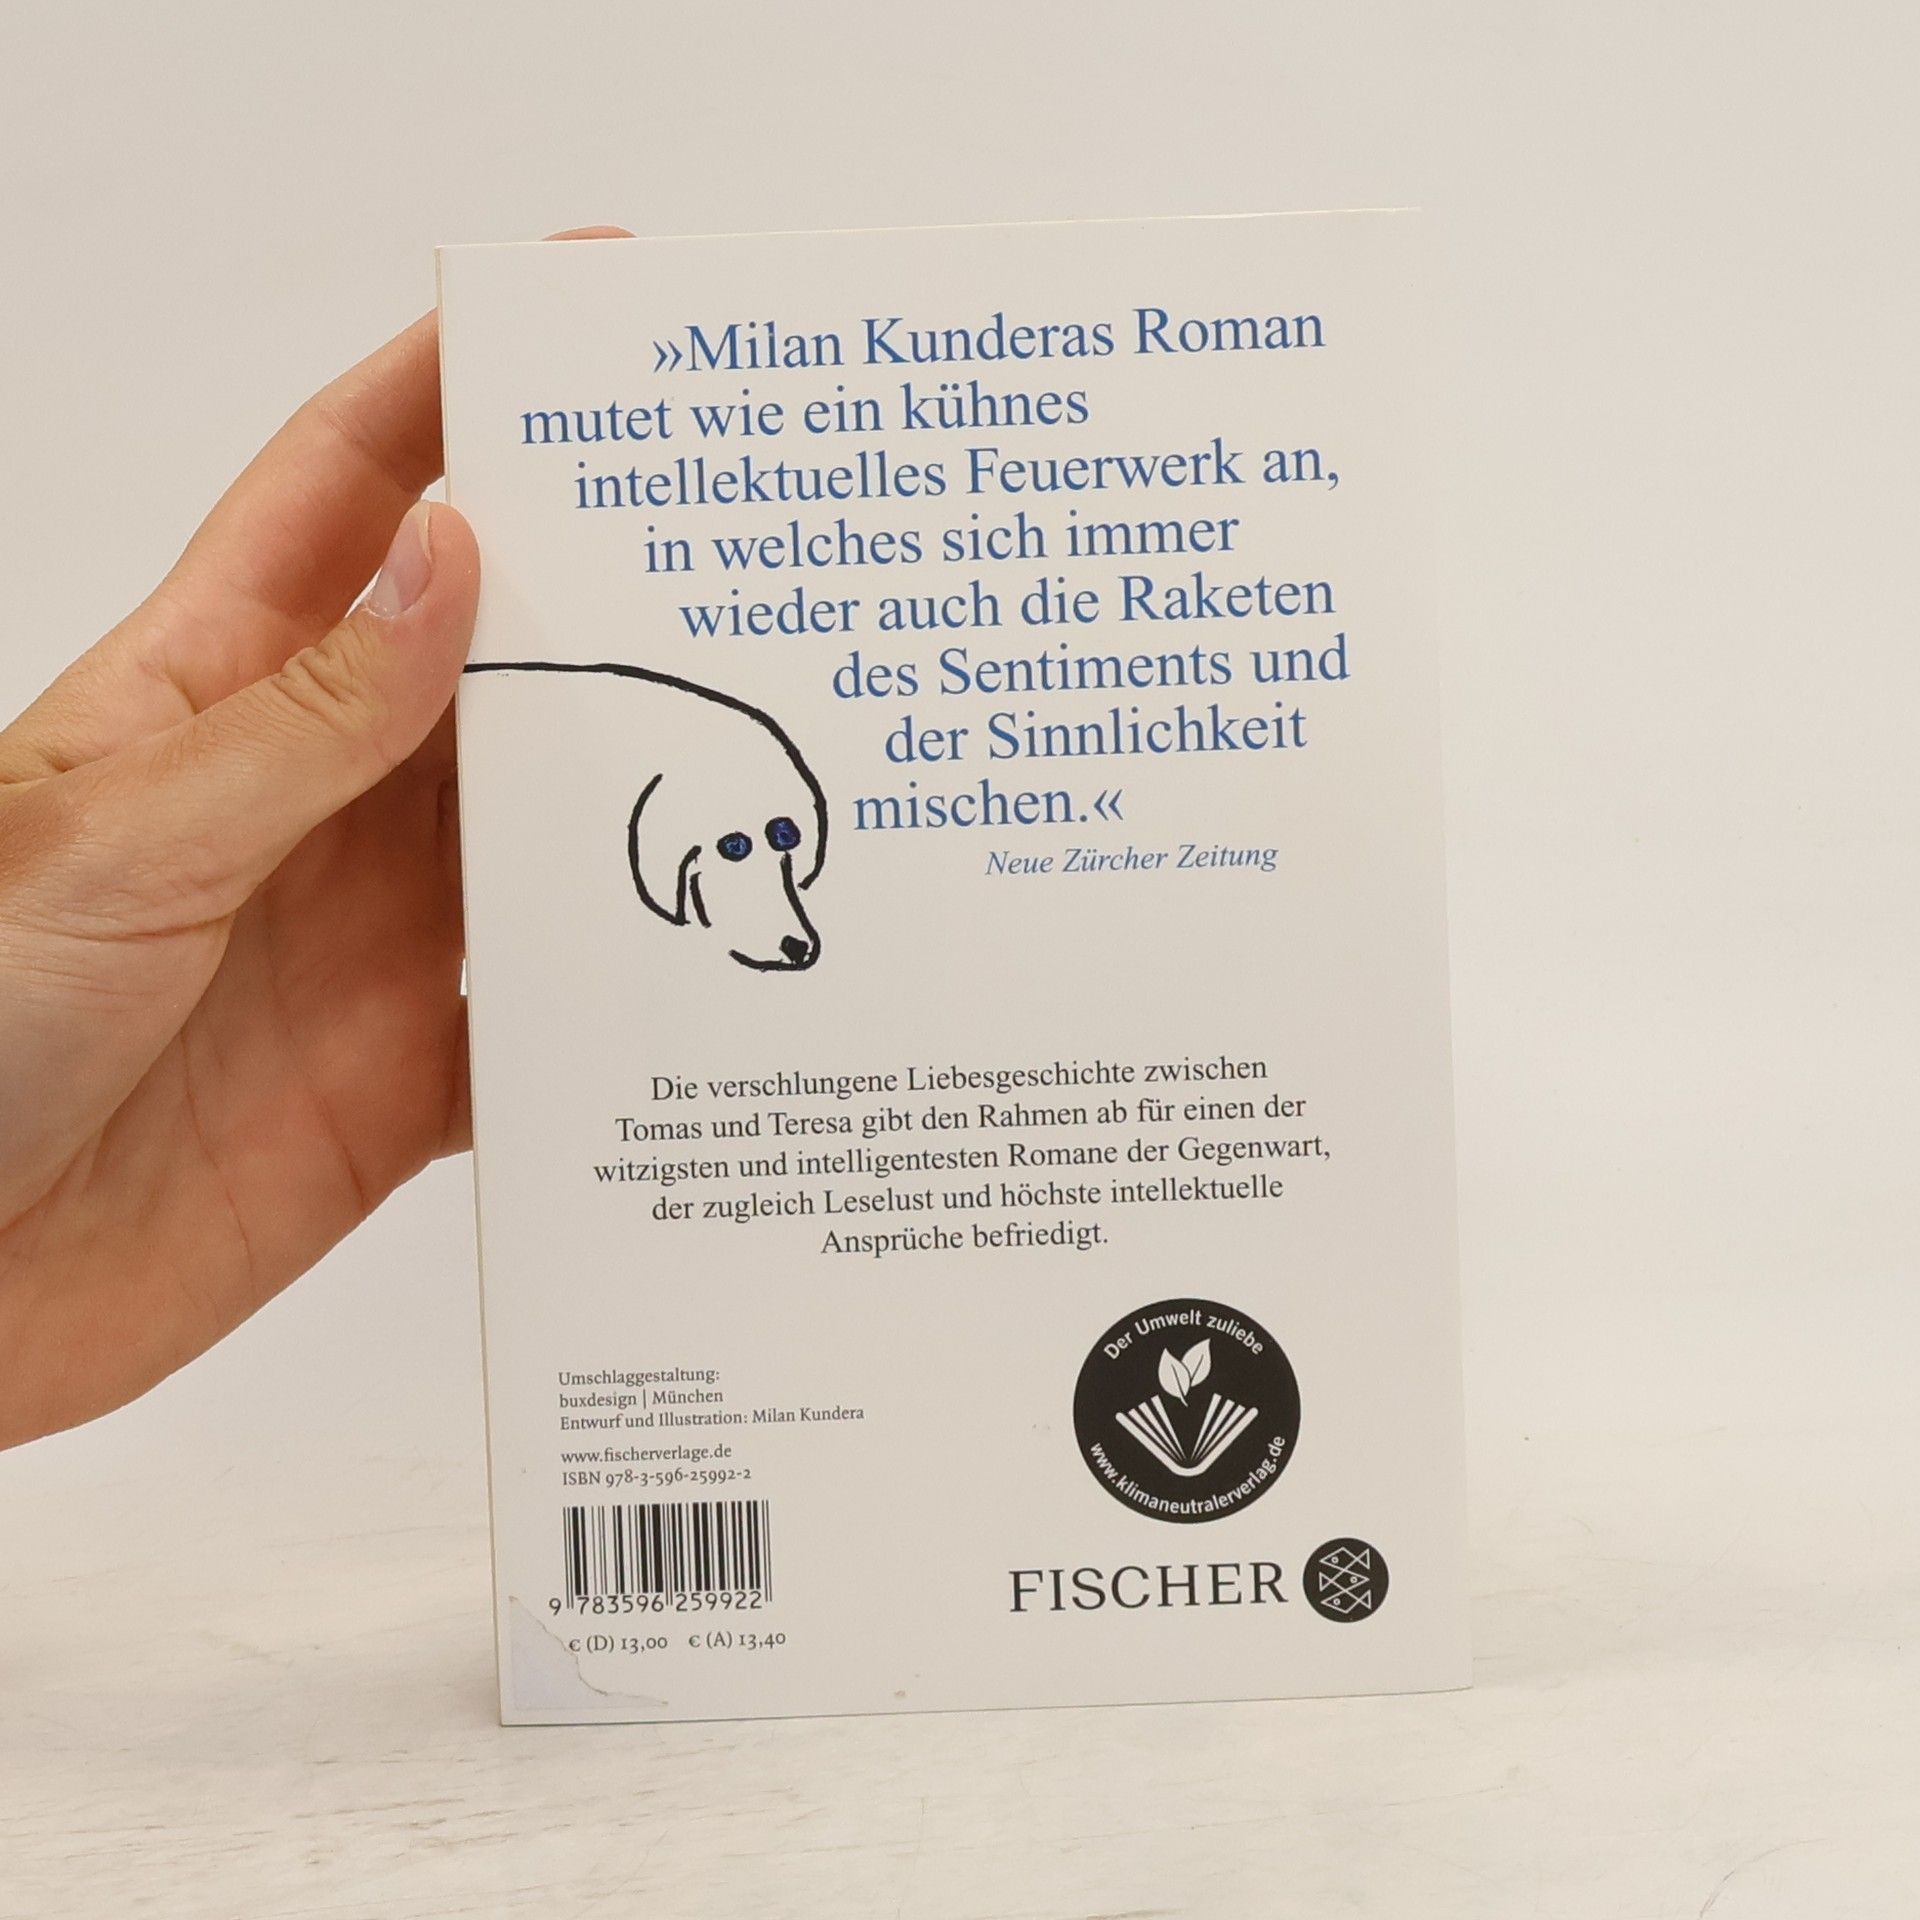 »Milan Kunderas Roman
mutet wie ein kühnes
intellektuelles Feuerwerk an,
in welches sich immer
wieder auch die Raketen
des Sentiments und
der Sinnlichkeit
mischen.«
Neue Zürcher Zeitung
Die verschlungene Liebesgeschichte zwischen
Tomas und Teresa gibt den Rahmen ab für einen der
witzigsten und intelligentesten Romane der Gegenwart,
der zugleich Leselust und höchste intellektuelle
Ansprüche befriedigt.
Der Umwelt zuliebe
www.klimaneutralerverlag.de
Umschlaggestaltung:
buxdesign | München
Entwurf und Illustration: Milan Kundera
www.fischerverlage.de
ISBN 978-3-596-25992-2
9 783596 259922
€ (D) 13,00 € (A) 13,40
FISCHER